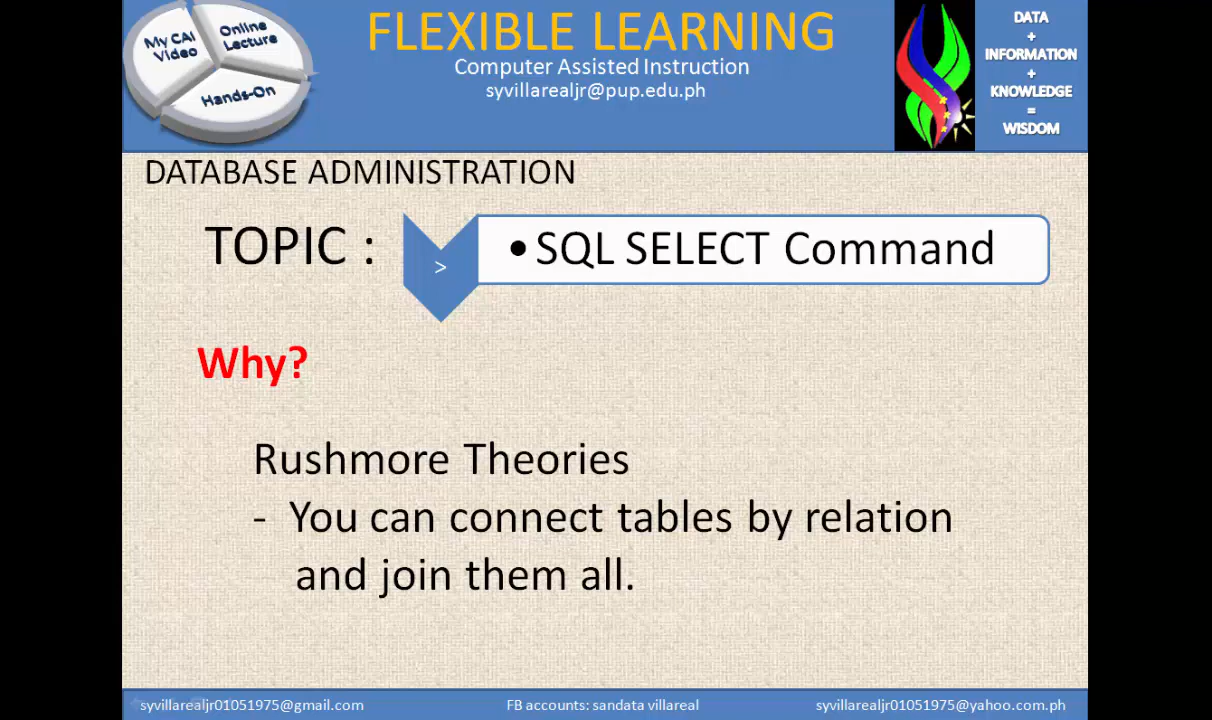 My CAI
Video
Online
Lecture
Hands-On
FLEXIBLE LEARNING
Computer Assisted Instruction
syvillarealjr@pup.edu.ph
DATA
+
INFORMATION
+
KNOWLEDGE
=
WISDOM
DATABASE ADMINISTRATION
TOPIC :
>
• SQL SELECT Command
Why?
Rushmore Theories
- You can connect tables by relation
and join them all.
syvillarealjr01051975@gmail.com
FB accounts: sandata villareal
syvillarealjr01051975@yahoo.com.ph